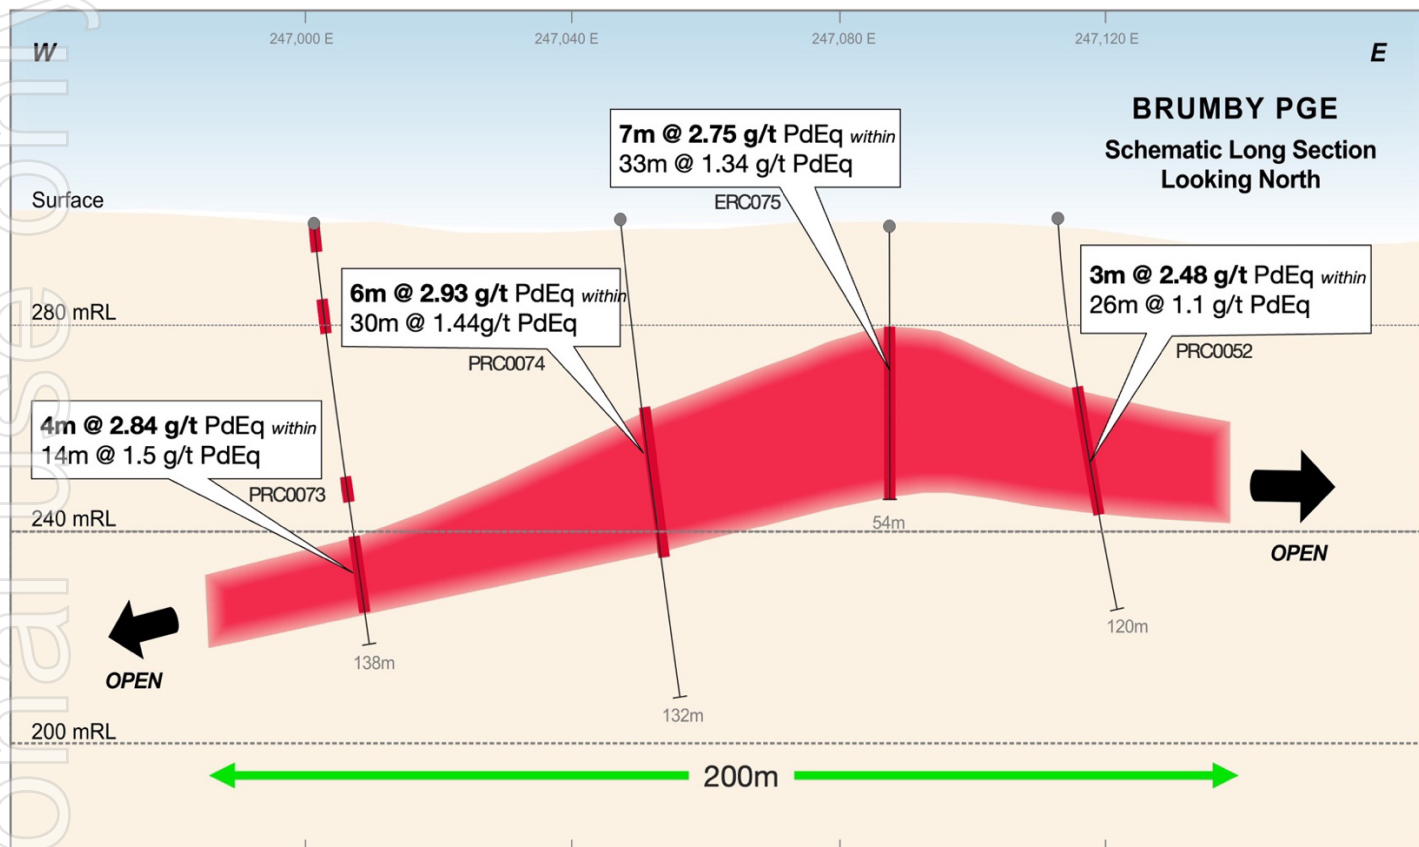 247,000 E
247,040 E
247,080 E
247,120 E
W
E
BRUMBY PGE
Schematic Long Section
Looking North
7m @ 2.75 g/t PdEq within
33m @ 1.34 g/t PdEq
ERC075
Surface
3m @ 2.48 g/t PdEq within
26m @ 1.1 g/t PdEq
PRC0052
6m @ 2.93 g/t PdEq within
30m @ 1.44g/t PdEq
PRC0074
280 mRL
4m @ 2.84 g/t PdEq within
14m @ 1.5 g/t PdEq
PRC0073
240 mRL
54m
OPEN
120m
138m
OPEN
132m
200 mRL
200m
onal use only